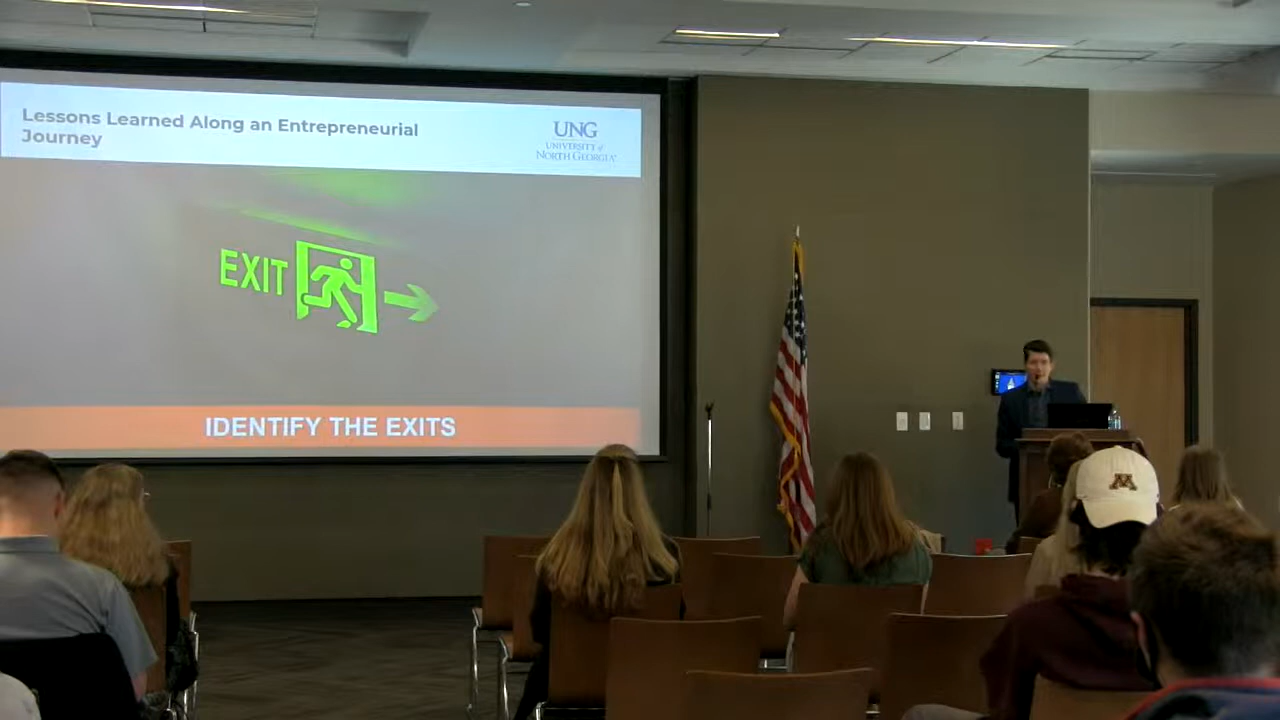 Lessons Learned Along an Entrepreneurial
Journey
UNG
UNIVERSITY of
NORTH GEORGIA
EXIT
IDENTIFY THE EXITS
M